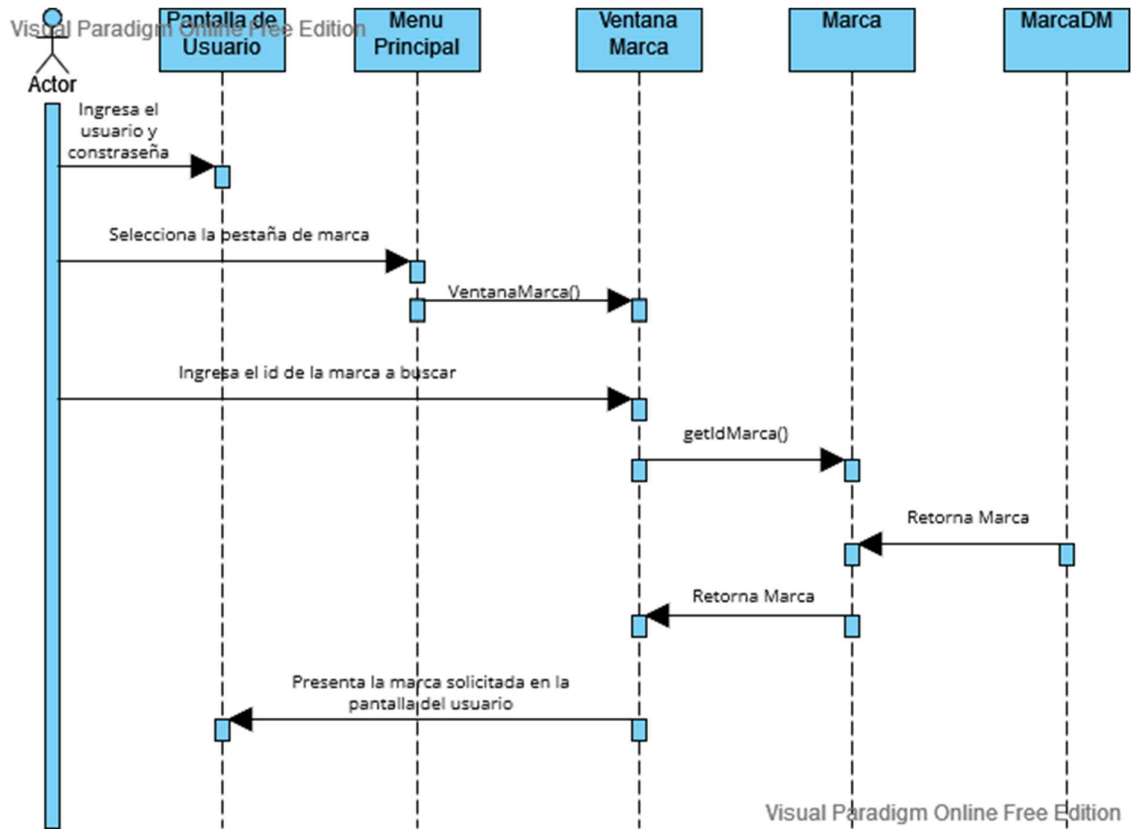 Visual Paradigm Online Free Edition
Pantalla de
Usuario
Menu
Principal
Ventana
Marca
Marca
MarcaDM
Actor
Ingresa el
usuario y
constraseña
Selecciona la pestaña de marca
VentanaMarca()
Ingresa el id de la marca a buscar
getIdMarca()
Retorna Marca
Retorna Marca
Presenta la marca solicitada en la
pantalla del usuario
Visual Paradigm Online Free Edition